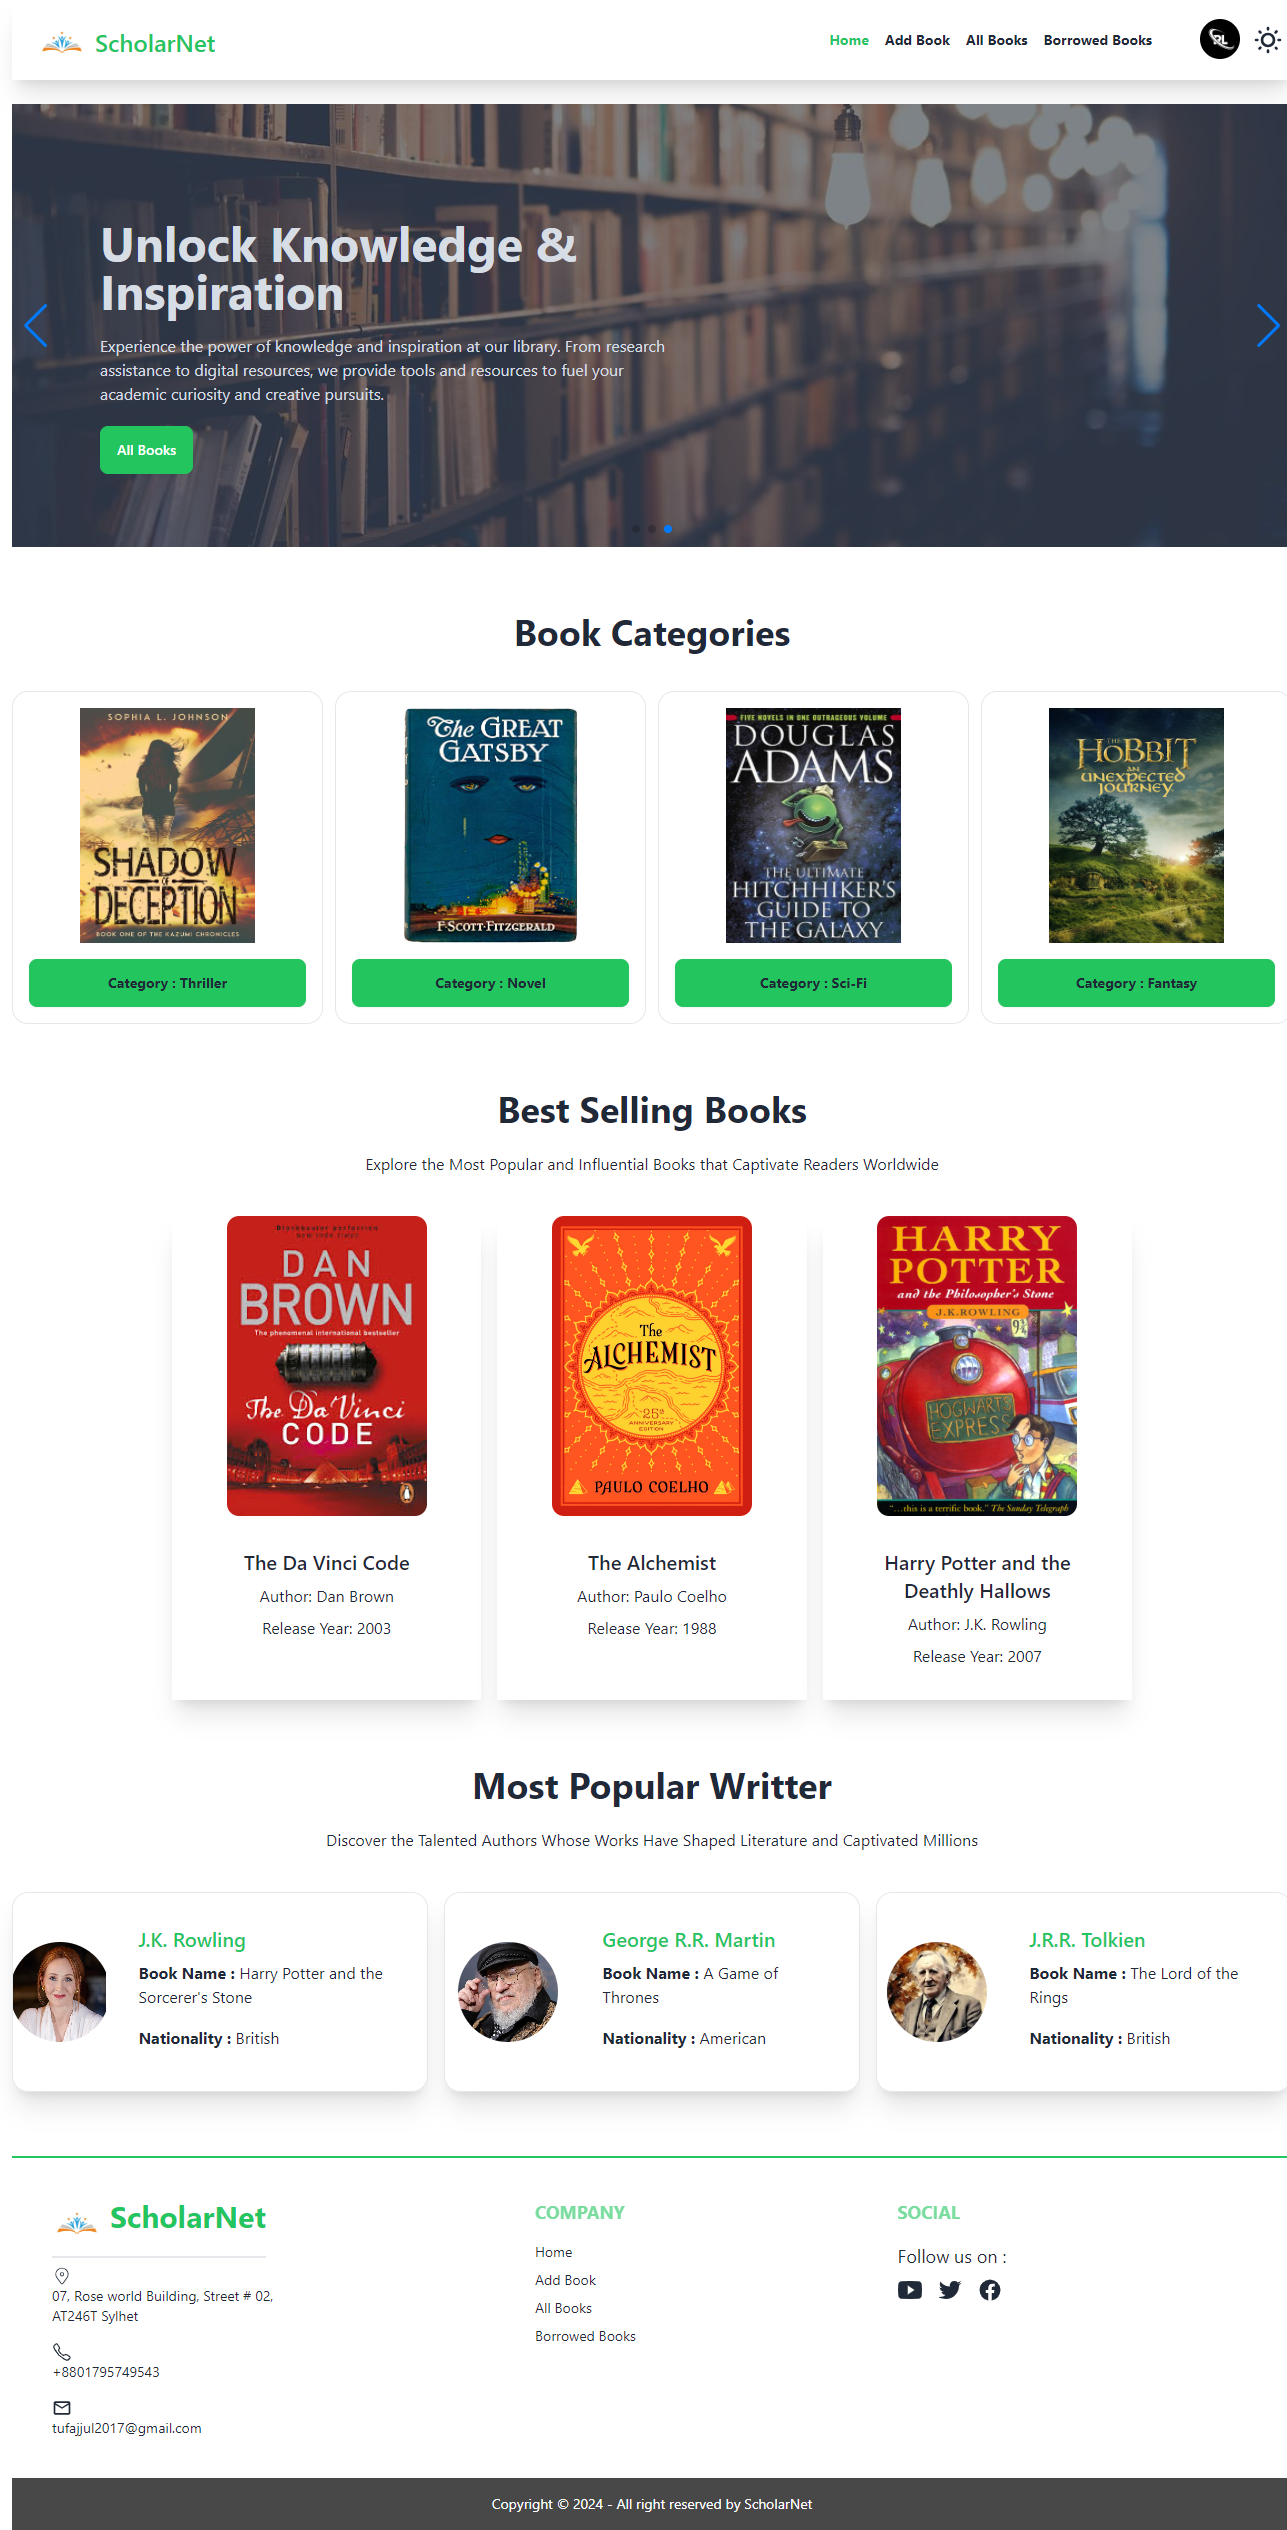 ScholarNet
Home Add Book All Books Borrowed Books
RL
Unlock Knowledge &
Inspiration
Experience the power of knowledge and inspiration at our library. From research
assistance to digital resources, we provide tools and resources to fuel your
academic curiosity and creative pursuits.
All Books
Book Categories
SOPHIA L. JOHNSON
SHADOW
OF
DECEPTION
BOOK ONE OF THE KAZUMI CHRONICLES
Category : Thriller
The GREAT
GATSBY
F·SCOTT·FITZGERALD
Category : Novel
FIVE NOVELS IN ONE OUTRAGEOUS VOLUME
DOUGLAS
ADAMS
THE ULTIMATE
HITCHHIKER'S
GUIDE TO
THE GALAXY
Category : Sci-Fi
THE
HOBBIT
AN
UNEXPECTED
JOURNEY
Category : Fantasy
Best Selling Books
Explore the Most Popular and Influential Books that Captivate Readers Worldwide
DAN
BROWN
The phenomenal international bestseller
The Da Vinci
CODE
The Da Vinci Code
Author: Dan Brown
Release Year: 2003
The
ALCHEMIST
25th
ANNIVERSARY
EDITION
PAULO COELHO
The Alchemist
Author: Paulo Coelho
Release Year: 1988
HARRY
POTTER
and the Philosopher's Stone
J.K.ROWLING
9¾
HOGWARTS
EXPRESS
“...this is a terrific book.” The Sunday Telegraph
Harry Potter and the
Deathly Hallows
Author: J.K. Rowling
Release Year: 2007
Most Popular Writter
Discover the Talented Authors Whose Works Have Shaped Literature and Captivated Millions
J.K. Rowling
Book Name : Harry Potter and the
Sorcerer's Stone
Nationality : British
George R.R. Martin
Book Name : A Game of
Thrones
Nationality : American
J.R.R. Tolkien
Book Name : The Lord of the
Rings
Nationality : British
ScholarNet
07, Rose world Building, Street # 02,
AT246T Sylhet
+8801795749543
tufajjul2017@gmail.com
COMPANY
Home
Add Book
All Books
Borrowed Books
SOCIAL
Follow us on :
Copyright © 2024 - All right reserved by ScholarNet